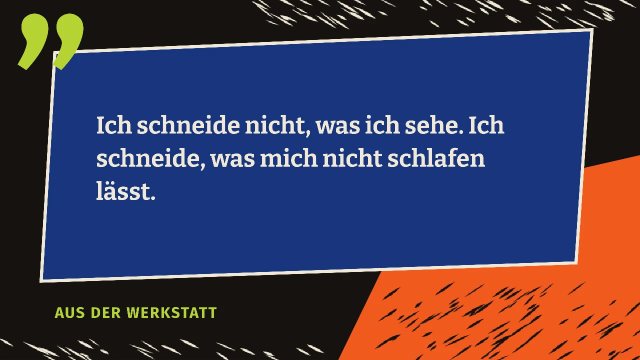 ”
Ich schneide nicht, was ich sehe. Ich
schneide, was mich nicht schlafen
lässt.
AUS DER WERKSTATT